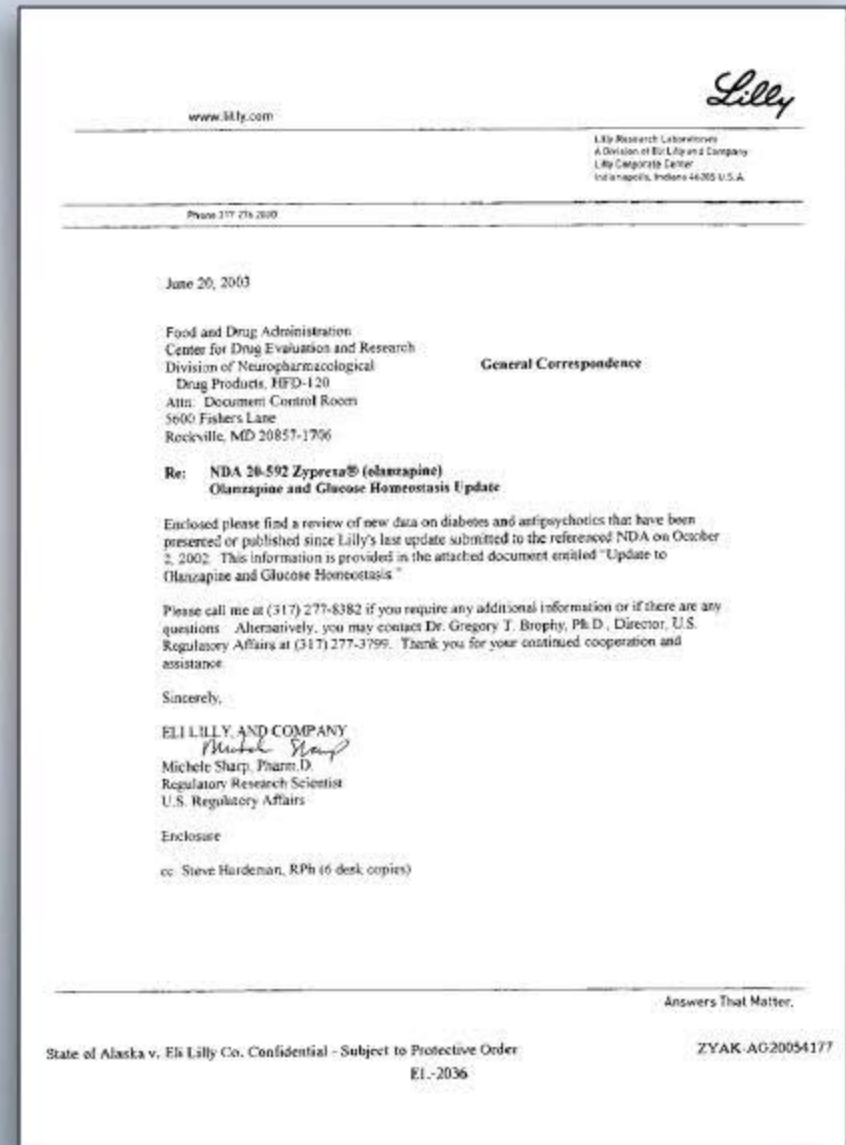 Lilly
www.lilly.com
Lilly Research Laboratories
A Division of Eli Lilly and Company
Lilly Corporate Center
Indianapolis, Indiana 46285 U.S.A.
Phone 317 276 2000
June 20, 2003
Food and Drug Administration
Center for Drug Evaluation and Research
Division of Neuropharmacological
Drug Products, HFD-120
General Correspondence
Attn: Document Control Room
5600 Fishers Lane
Rockville, MD 20857-1706
Re: NDA 20-592 Zyprexa® (olanzapine)
Olanzapine and Glucose Homeostasis Update
Enclosed please find a review of new data on diabetes and antipsychotics that have been
presented or published since Lilly's last update submitted to the referenced NDA on October
2, 2002. This information is provided in the attached document entitled "Update to
Olanzapine and Glucose Homeostasis."
Please call me at (317) 277-8382 if you require any additional information or if there are any
questions. Alternatively, you may contact Dr. Gregory T. Brophy, Ph.D., Director, U.S.
Regulatory Affairs at (317) 277-3799. Thank you for your continued cooperation and
assistance.
Sincerely,
ELI LILLY AND COMPANY
Michele Sharp
Michele Sharp, Pharm.D.
Regulatory Research Scientist
U.S. Regulatory Affairs
Enclosure
cc: Steve Hardeman, RPh (6 desk copies)
Answers That Matter.
State of Alaska v. Eli Lilly Co. Confidential - Subject to Protective Order
ZYAK-AG20054177
EL-2036